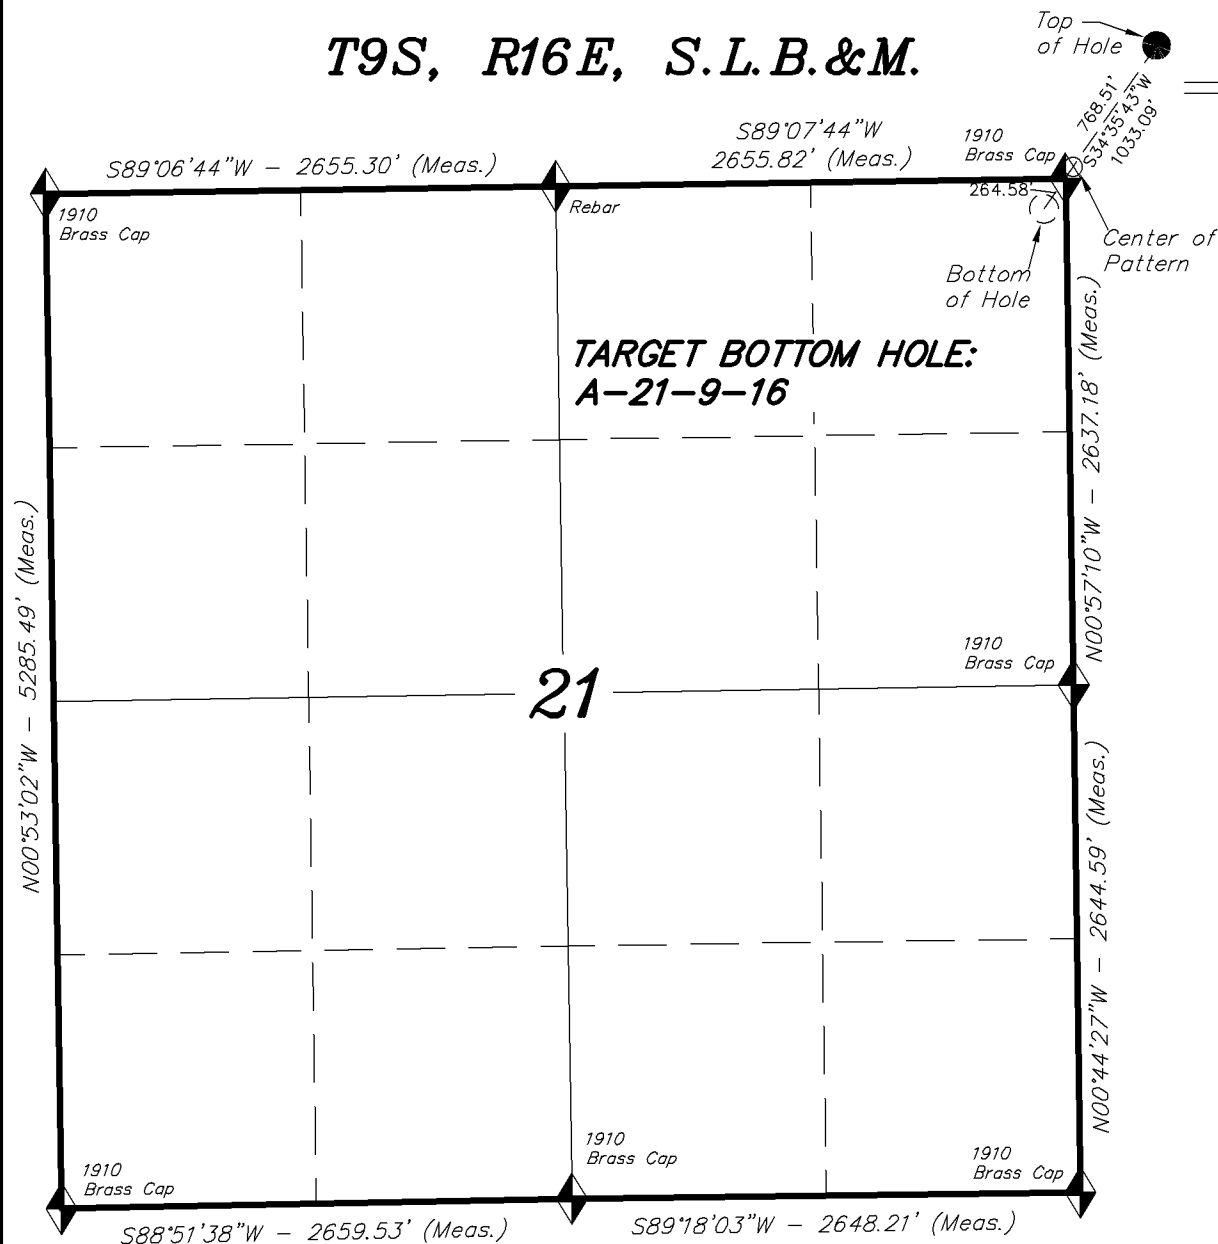 T9S, R16E, S.L.B.&M.
Top
of Hole
768.51'
S34°35'43"W
1033.09'
S89°06'44"W - 2655.30' (Meas.)
S89°07'44"W
2655.82' (Meas.)
1910
Brass Cap
1910
Brass Cap
Rebar
264.58'
Center of
Pattern
Bottom
of Hole
TARGET BOTTOM HOLE:
A-21-9-16
N00°57'10"W - 2637.18' (Meas.)
N00°53'02"W - 5285.49' (Meas.)
1910
Brass Cap
21
N00°44'27"W - 2644.59' (Meas.)
1910
Brass Cap
1910
Brass Cap
1910
Brass Cap
S88°51'38"W - 2659.53' (Meas.)
S89°18'03"W - 2648.21' (Meas.)